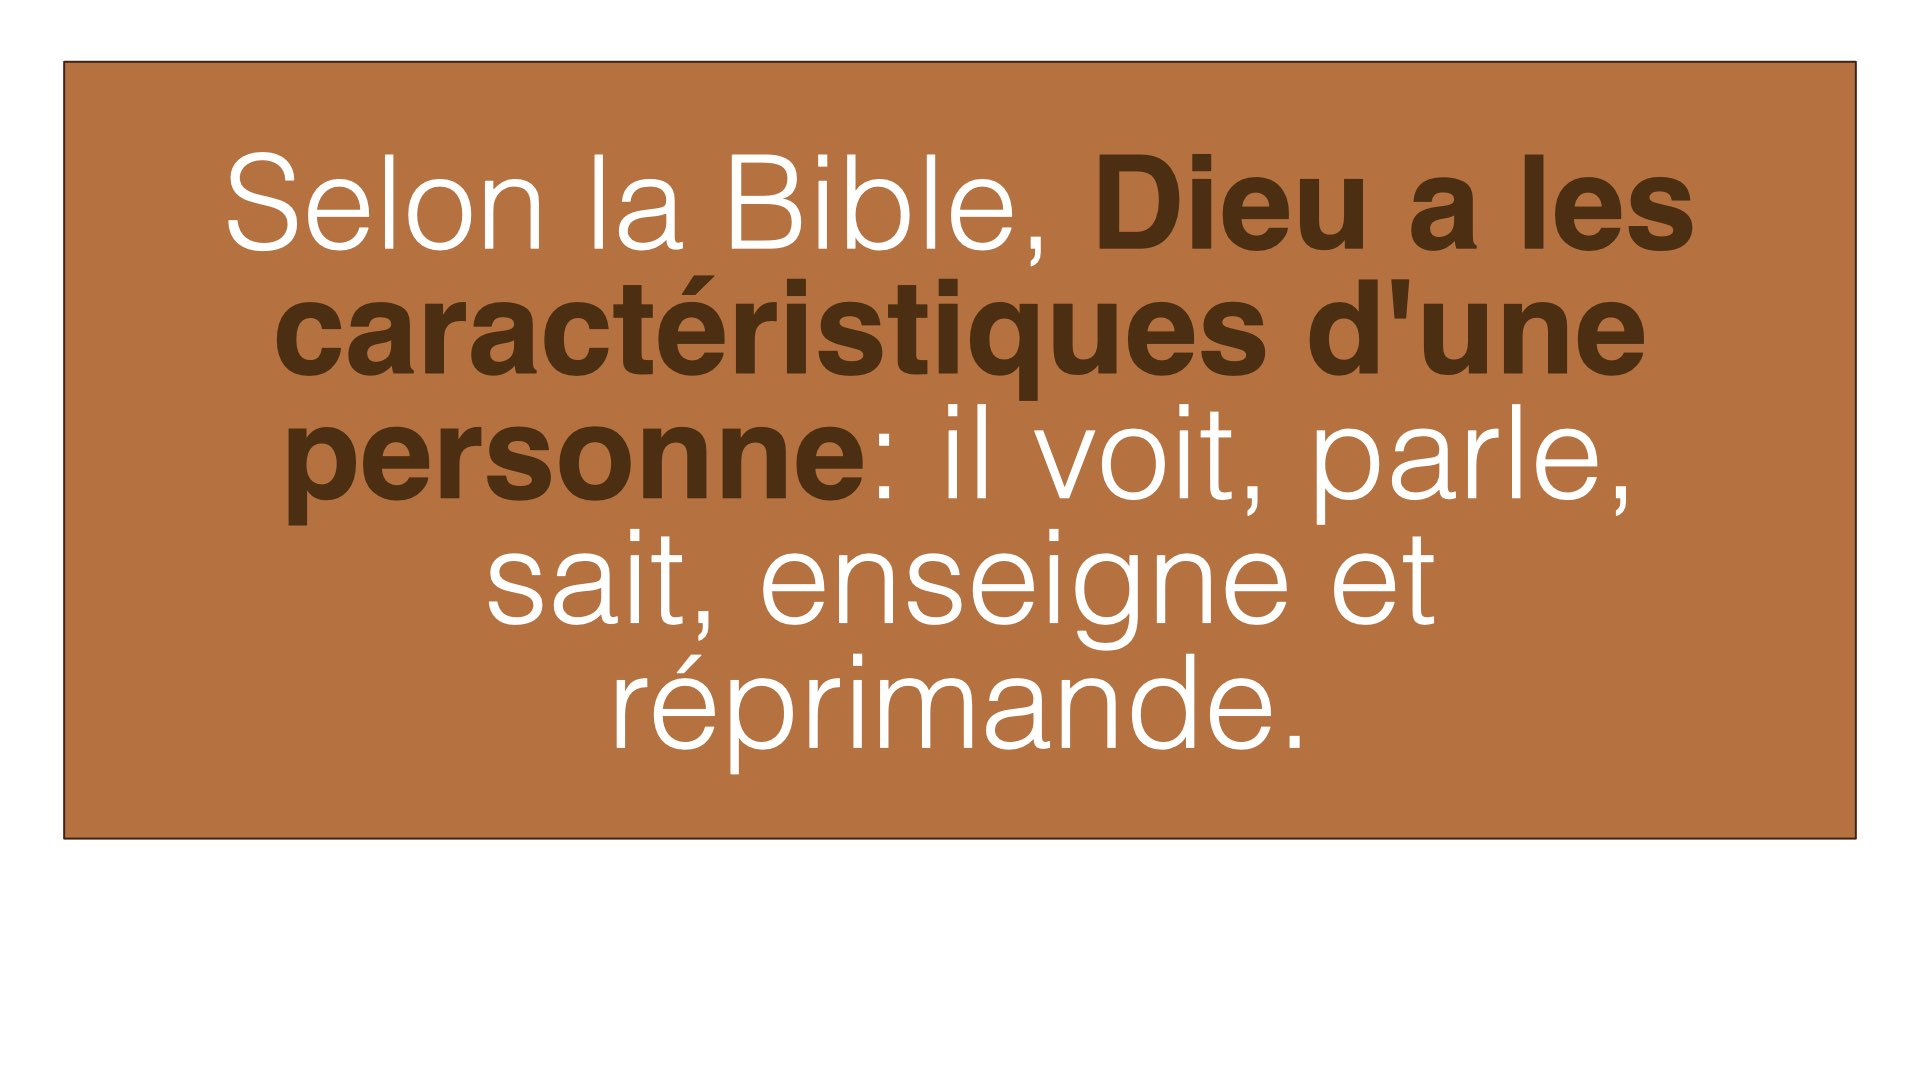 Selon la Bible, Dieu a les
caractéristiques d'une
personne: il voit, parle,
sait, enseigne et
réprimande.